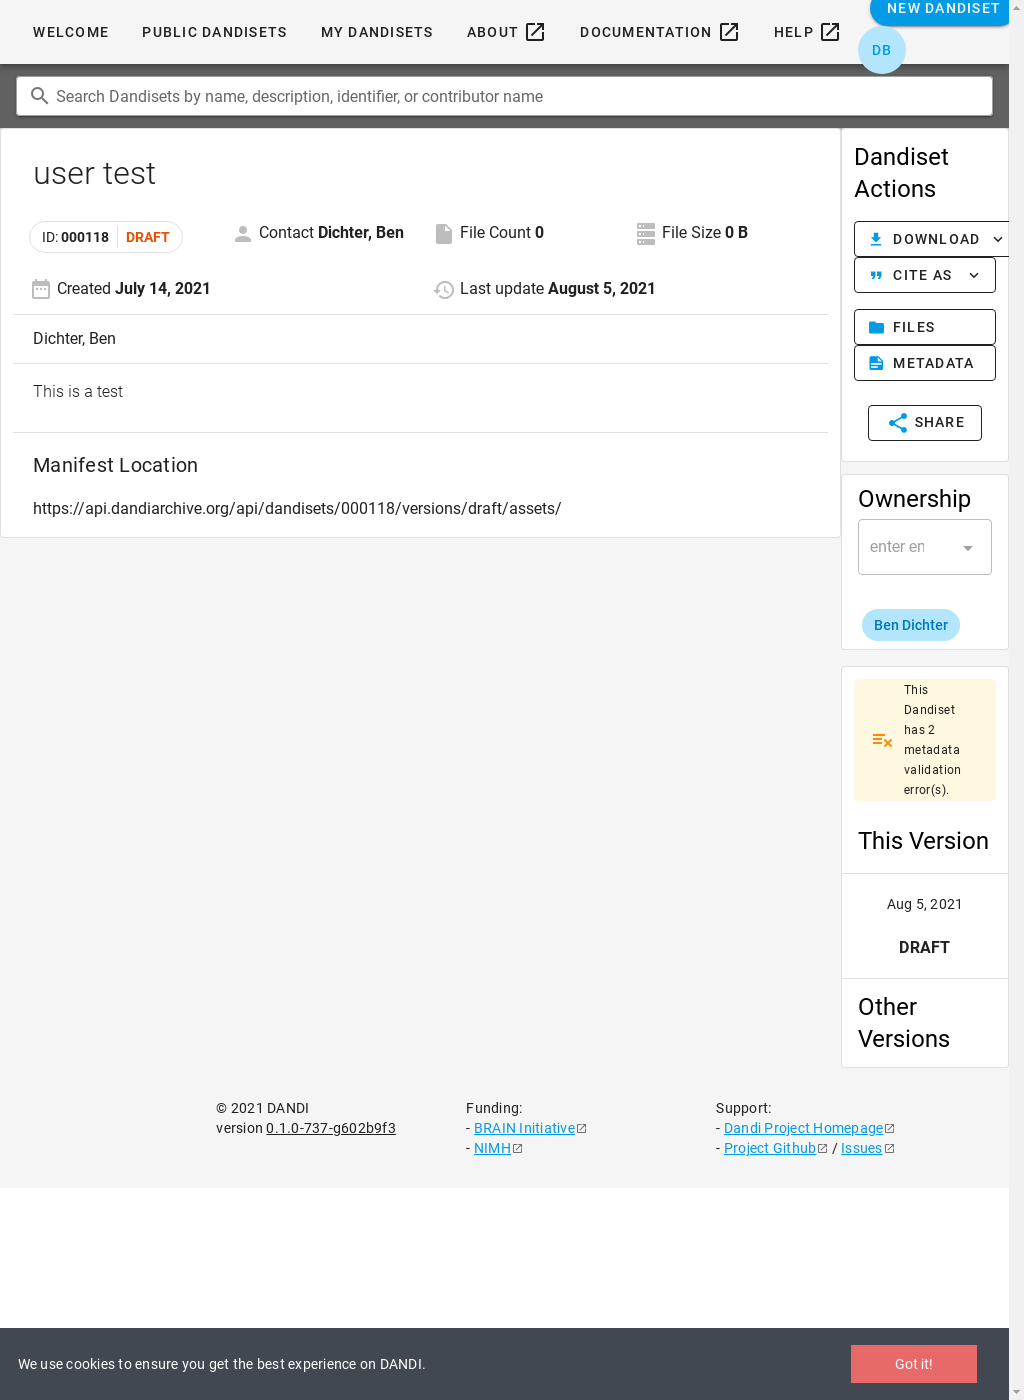 WELCOME PUBLIC DANDISETS MY DANDISETS ABOUT DOCUMENTATION HELP NEW DANDISET
DB
Search Dandisets by name, description, identifier, or contributor name
user test
ID: 000118 DRAFT
Contact Dichter, Ben
File Count 0
File Size 0 B
Created July 14, 2021
Last update August 5, 2021
Dichter, Ben
This is a test
Manifest Location
https://api.dandiarchive.org/api/dandisets/000118/versions/draft/assets/
Dandiset
Actions
DOWNLOAD
CITE AS
FILES
METADATA
SHARE
Ownership
enter em
Ben Dichter
This
Dandiset
has 2
metadata
validation
error(s).
This Version
Aug 5, 2021
DRAFT
Other
Versions
© 2021 DANDI
version 0.1.0-737-g602b9f3
Funding:
- BRAIN Initiative
- NIMH
Support:
- Dandi Project Homepage
- Project Github / Issues
We use cookies to ensure you get the best experience on DANDI.
Got it!